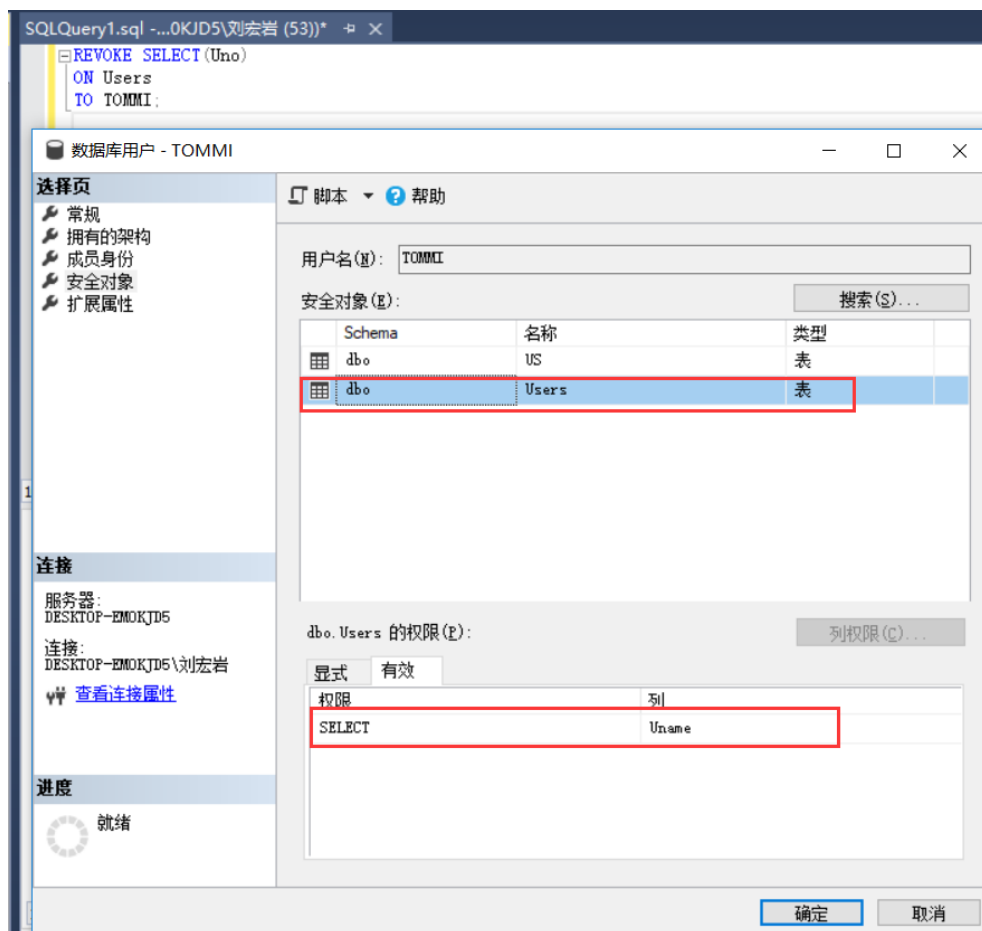 SQLQuery1.sql -...0KJD5\刘宏岩 (53))*
REVOKE SELECT(Uno)
ON Users
TO TOMMI;
数据库用户 - TOMMI
选择页
常规
拥有的架构
成员身份
安全对象
扩展属性
脚本
帮助
用户名(N):
TOMMI
安全对象(E):
搜索(S)...
Schema 名称 类型
dbo US 表
dbo Users 表
1
连接
服务器:
DESKTOP-EMOKJD5
连接:
DESKTOP-EMOKJD5\刘宏岩
查看连接属性
dbo.Users 的权限(P):
列权限(C)...
显式 有效
权限 列
SELECT Uname
进度
就绪
确定 取消